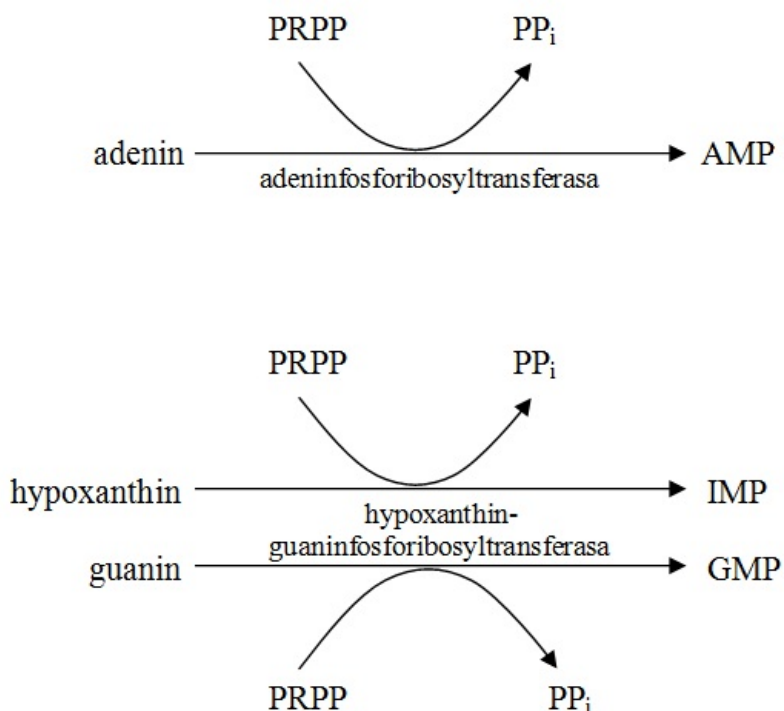 PRPP PPi
adenin AMP
adeninfosforibosyltransferasa
PRPP PPi
hypoxanthin IMP
hypoxanthin-
guaninfosforibosyltransferasa
guanin GMP
PRPP PPi